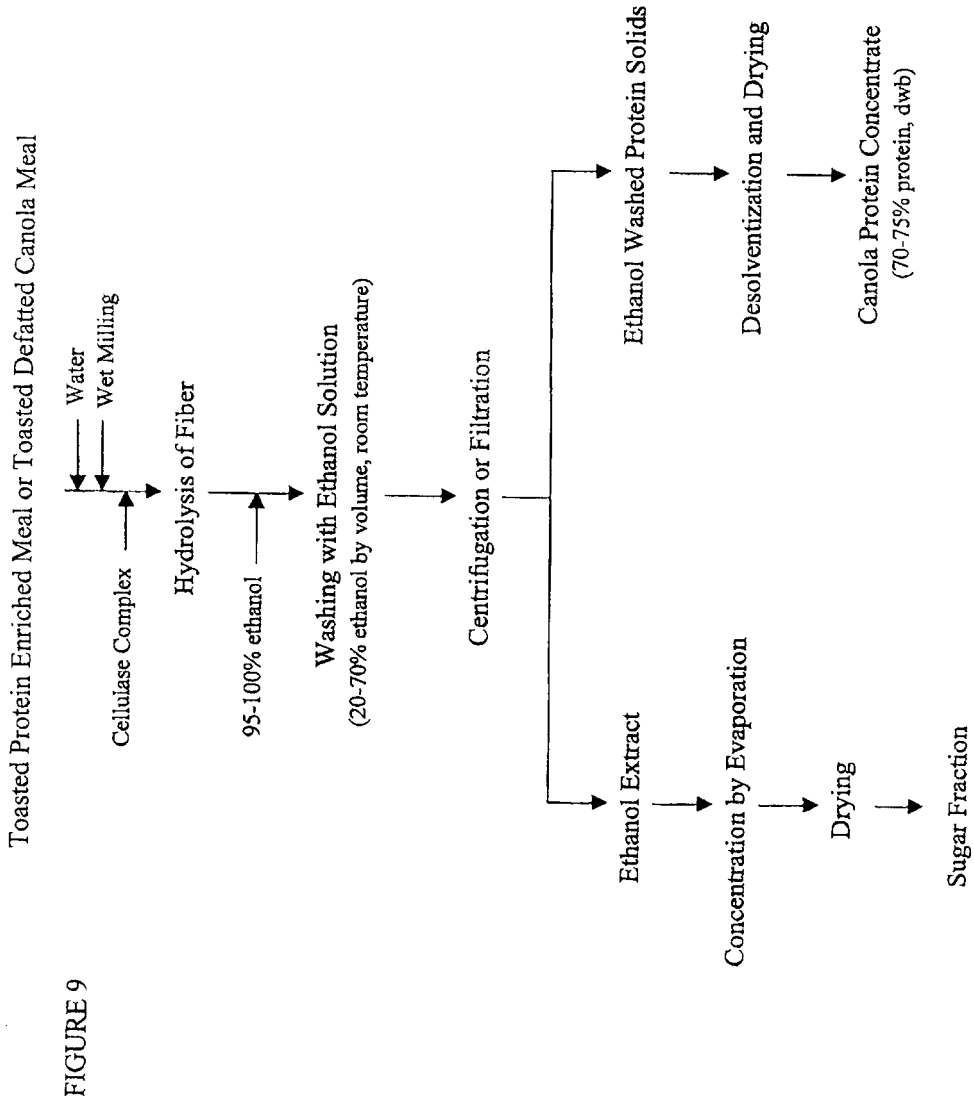 FIGURE 9
Toasted Protein Enriched Meal or Toasted Defatted Canola Meal
Water
Wet Milling
Cellulase Complex
Hydrolysis of Fiber
95-100% ethanol
Washing with Ethanol Solution
(20-70% ethanol by volume, room temperature)
Centrifugation or Filtration
Ethanol Extract
Concentration by Evaporation
Drying
Sugar Fraction
Ethanol Washed Protein Solids
Desolventization and Drying
Canola Protein Concentrate
(70-75% protein, dwb)